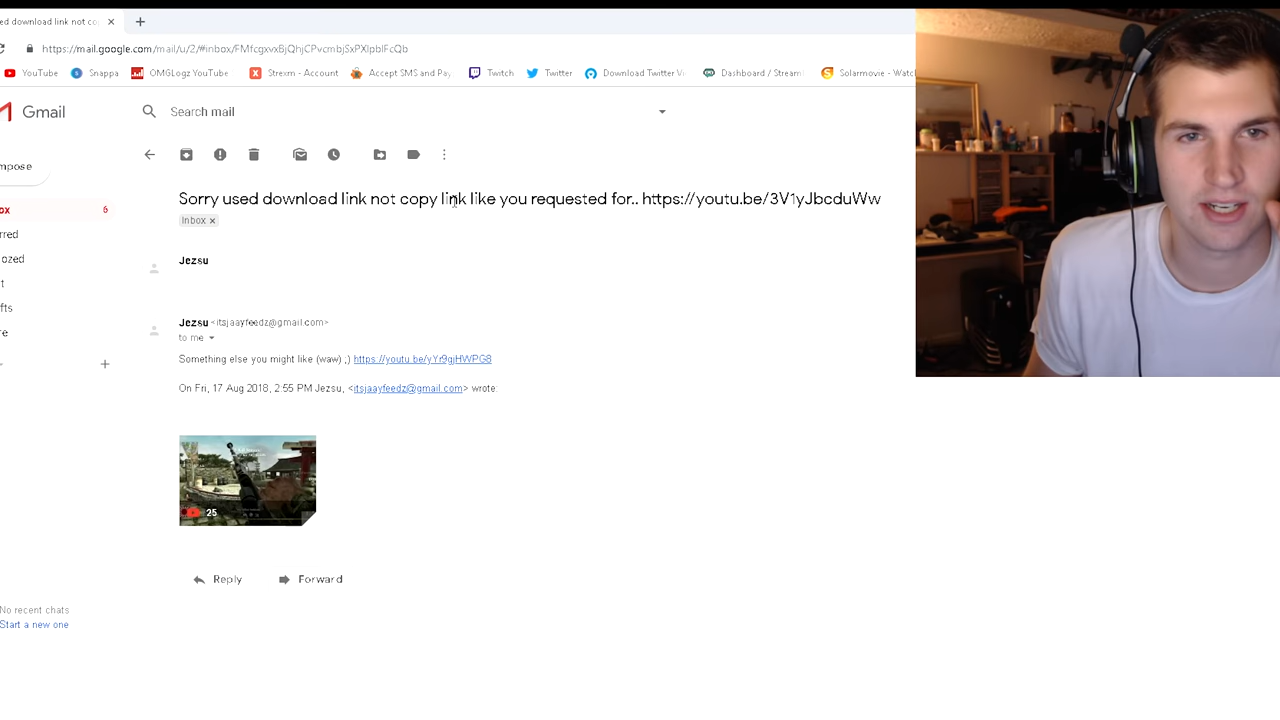 ed download link not co
https://mail.google.com/mail/u/2/#inbox/FMfcgxvxBjQhjCPvcmbjSxPXlpblFcQb
YouTube Snappa OMGLogz YouTube Strexm - Account Accept SMS and Pay Twitch Twitter Download Twitter Vi Dashboard / Stream Solarmovie - Watc
Gmail Search mail
mpose
Sorry used download link not copy link like you requested for.. https://youtu.be/3V1yJbcduWw
ox 6
Inbox x
rred
ozed
Jezsu
t
fts
Jezsu <itsjaayfeedz@gmail.com>
re
to me
Something else you might like (waw) ;) https://youtu.be/yYr9gjHWPG8
On Fri, 17 Aug 2018, 2:55 PM Jezsu, <itsjaayfeedz@gmail.com> wrote:
25
Reply Forward
No recent chats
Start a new one